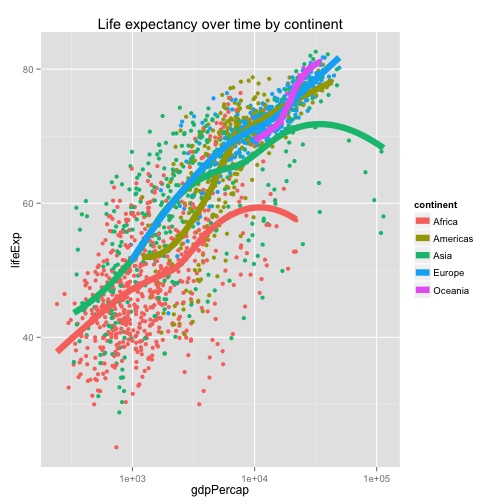 Life expectancy over time by continent
80
60
40
lifeExp
1e+03
1e+04
1e+05
gdpPercap
continent
Africa
Americas
Asia
Europe
Oceania